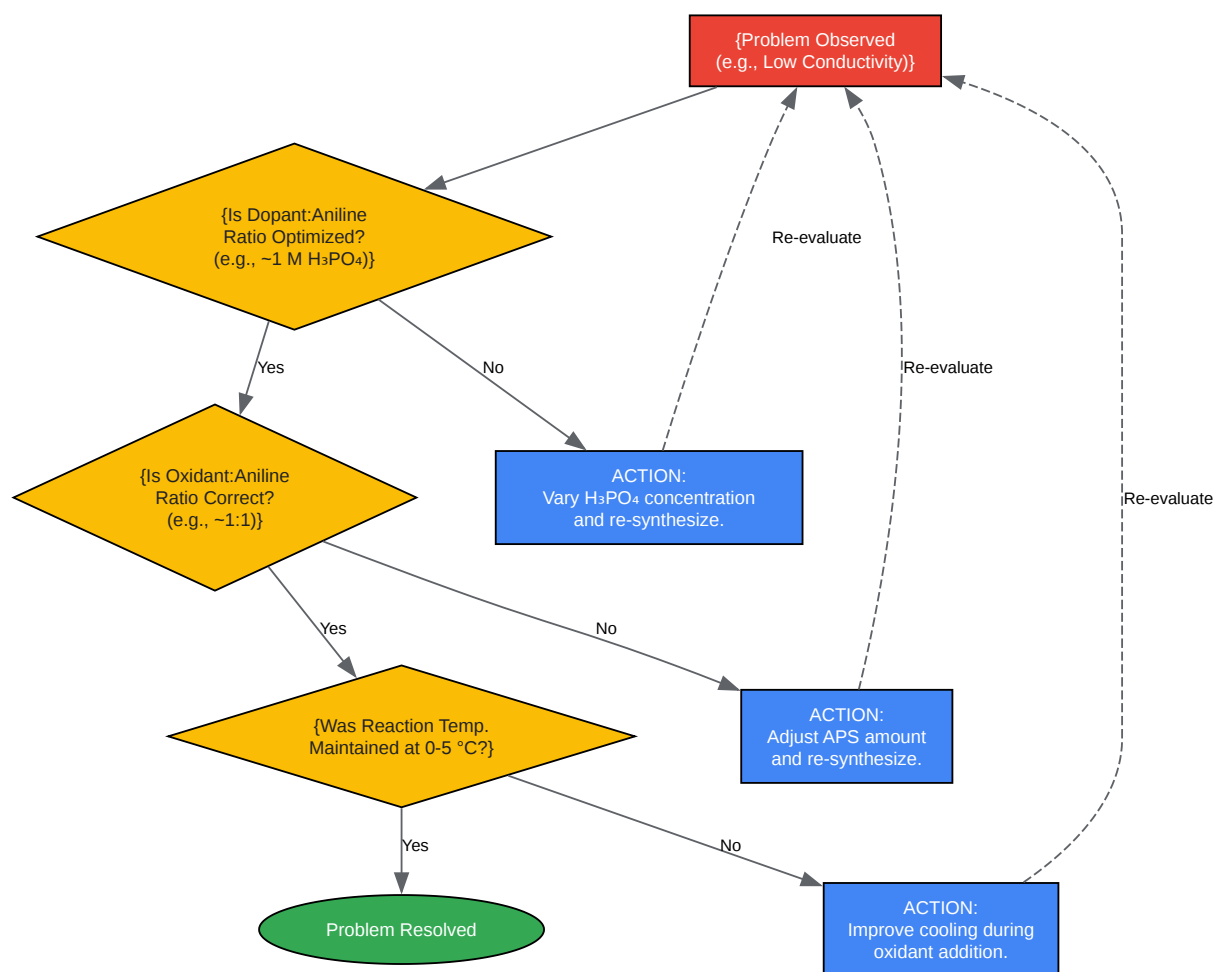 {Problem Observed
(e.g., Low Conductivity)}
{Is Dopant:Aniline
Ratio Optimized?
(e.g., ~1 M H₃PO₄)}
Re-evaluate
Yes
No
Re-evaluate
{Is Oxidant:Aniline
Ratio Correct?
(e.g., ~1:1)}
ACTION:
Vary H₃PO₄ concentration
and re-synthesize.
Re-evaluate
Yes
No
{Was Reaction Temp.
Maintained at 0-5 °C?}
ACTION:
Adjust APS amount
and re-synthesize.
Yes
No
Problem Resolved
ACTION:
Improve cooling during
oxidant addition.